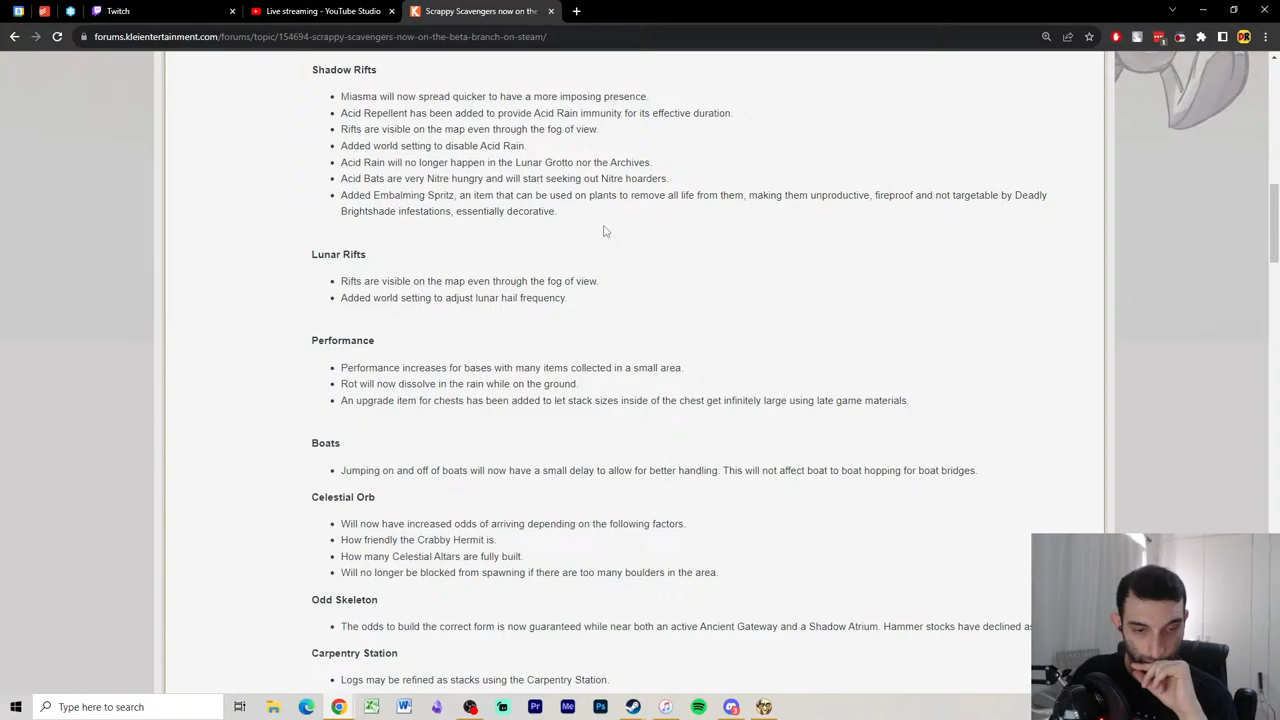 Twitch
Live streaming - YouTube Studio
Scrappy Scavengers now on the
forums.kleientertainment.com/forums/topic/154694-scrappy-scavengers-now-on-the-beta-branch-on-steam/
Shadow Rifts
Miasma will now spread quicker to have a more imposing presence.
Acid Repellent has been added to provide Acid Rain immunity for its effective duration.
Rifts are visible on the map even through the fog of view.
Added world setting to disable Acid Rain.
Acid Rain will no longer happen in the Lunar Grotto nor the Archives.
Acid Bats are very Nitre hungry and will start seeking out Nitre hoarders.
Added Embalming Spritz, an item that can be used on plants to remove all life from them, making them unproductive, fireproof and not targetable by Deadly
Brightshade infestations, essentially decorative.
Lunar Rifts
Rifts are visible on the map even through the fog of view.
Added world setting to adjust lunar hail frequency.
Performance
Performance increases for bases with many items collected in a small area.
Rot will now dissolve in the rain while on the ground.
An upgrade item for chests has been added to let stack sizes inside of the chest get infinitely large using late game materials.
Boats
Jumping on and off of boats will now have a small delay to allow for better handling. This will not affect boat to boat hopping for boat bridges.
Celestial Orb
Will now have increased odds of arriving depending on the following factors.
How friendly the Crabby Hermit is.
How many Celestial Altars are fully built.
Will no longer be blocked from spawning if there are too many boulders in the area.
Odd Skeleton
The odds to build the correct form is now guaranteed while near both an active Ancient Gateway and a Shadow Atrium. Hammer stocks have declined
Carpentry Station
Logs may be refined as stacks using the Carpentry Station.
Type here to search